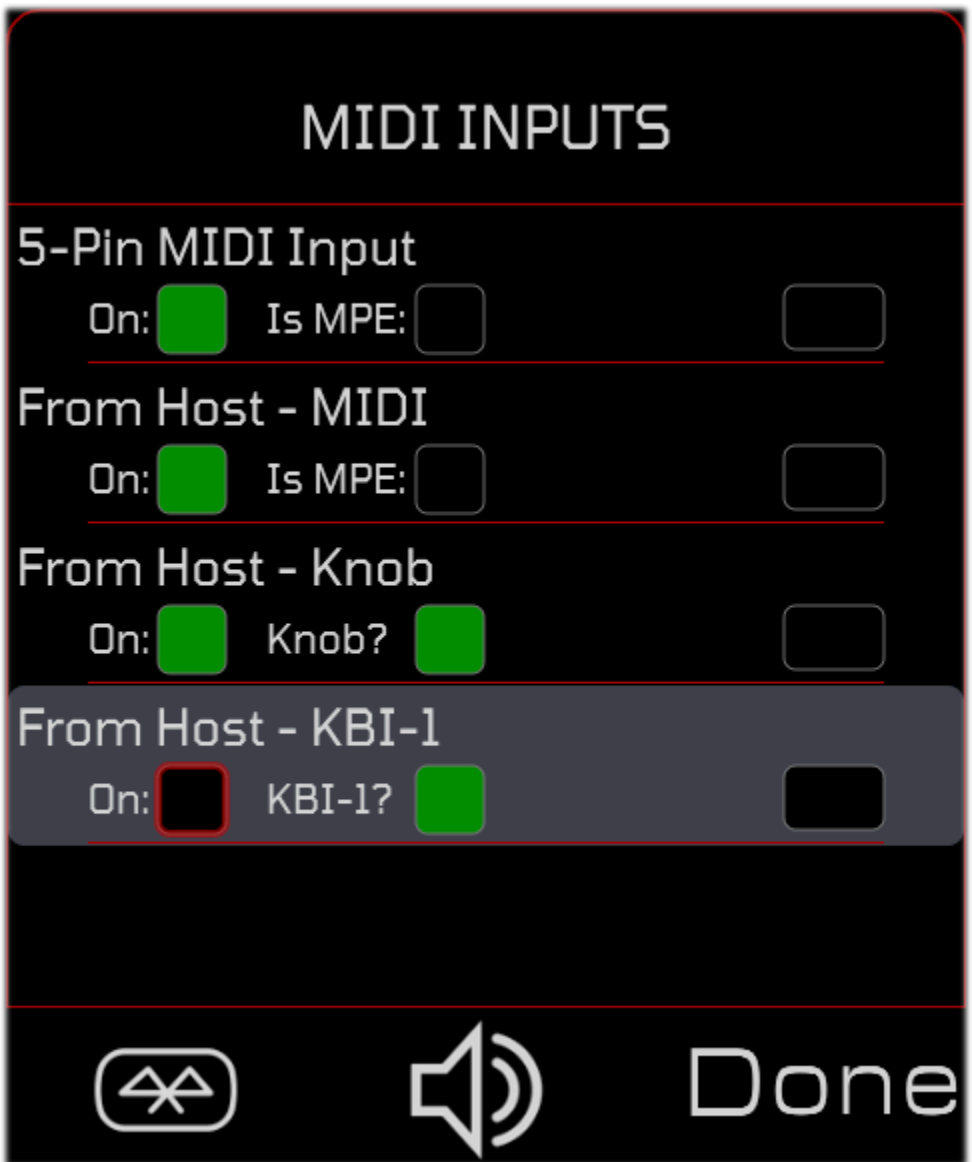 MIDI INPUTS
5-Pin MIDI Input
On: Is MPE:
From Host - MIDI
On: Is MPE:
From Host - Knob
On: Knob?
From Host - KBI-1
On: KBI-1?
Done